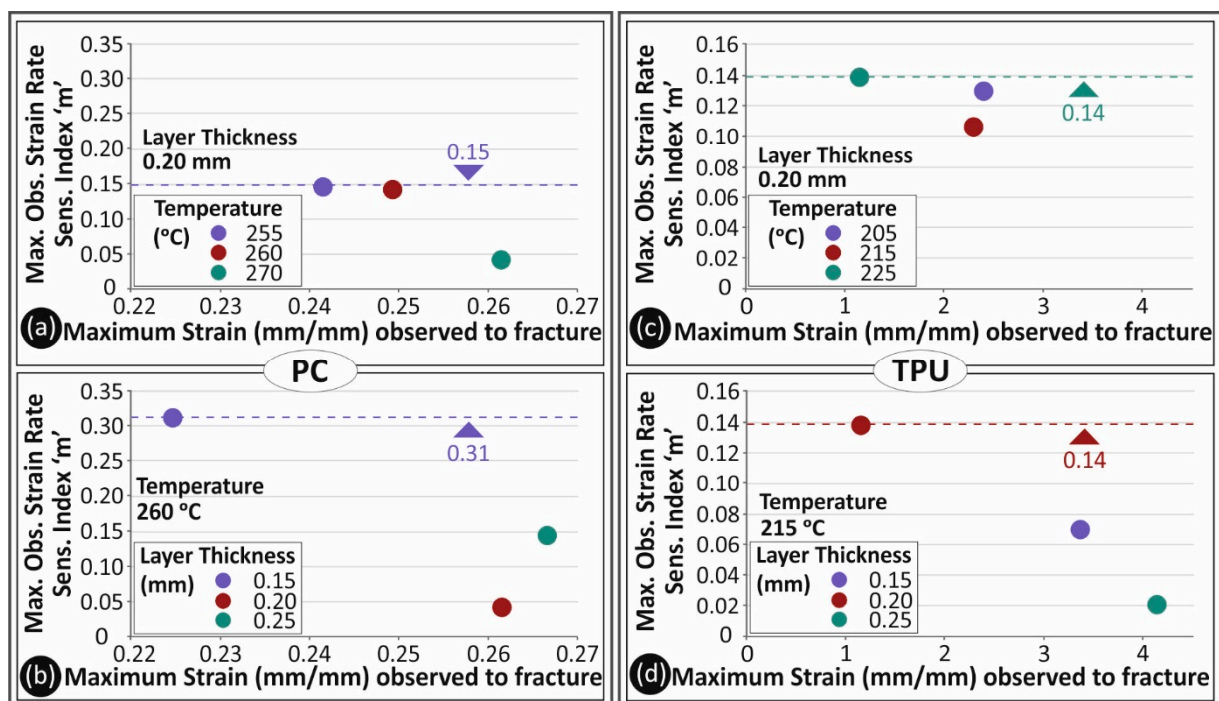 Max. Obs. Strain Rate
Sens. Index ‘m’
0.35
0.30
0.25
0.20
0.15
0.10
0.05
0
Layer Thickness
0.20 mm
0.15
Temperature
(°C)
255
260
270
0.22
0.23
0.24
0.25
0.26
0.27
(a)
Maximum Strain (mm/mm) observed to fracture
PC
Max. Obs. Strain Rate
Sens. Index ‘m’
0.35
0.30
0.25
0.20
0.15
0.10
0.05
0
0.31
Temperature
260 °C
Layer Thickness
(mm)
0.15
0.20
0.25
0.22
0.23
0.24
0.25
0.26
0.27
(b)
Maximum Strain (mm/mm) observed to fracture
Max. Obs. Strain Rate
Sens. Index ‘m’
0.16
0.14
0.12
0.10
0.08
0.06
0.04
0.02
0
0.14
Layer Thickness
0.20 mm
Temperature
(°C)
205
215
225
0
1
2
3
4
(c)
Maximum Strain (mm/mm) observed to fracture
TPU
Max. Obs. Strain Rate
Sens. Index ‘m’
0.16
0.14
0.12
0.10
0.08
0.06
0.04
0.02
0
0.14
Temperature
215 °C
Layer Thickness
(mm)
0.15
0.20
0.25
0
1
2
3
4
(d)
Maximum Strain (mm/mm) observed to fracture